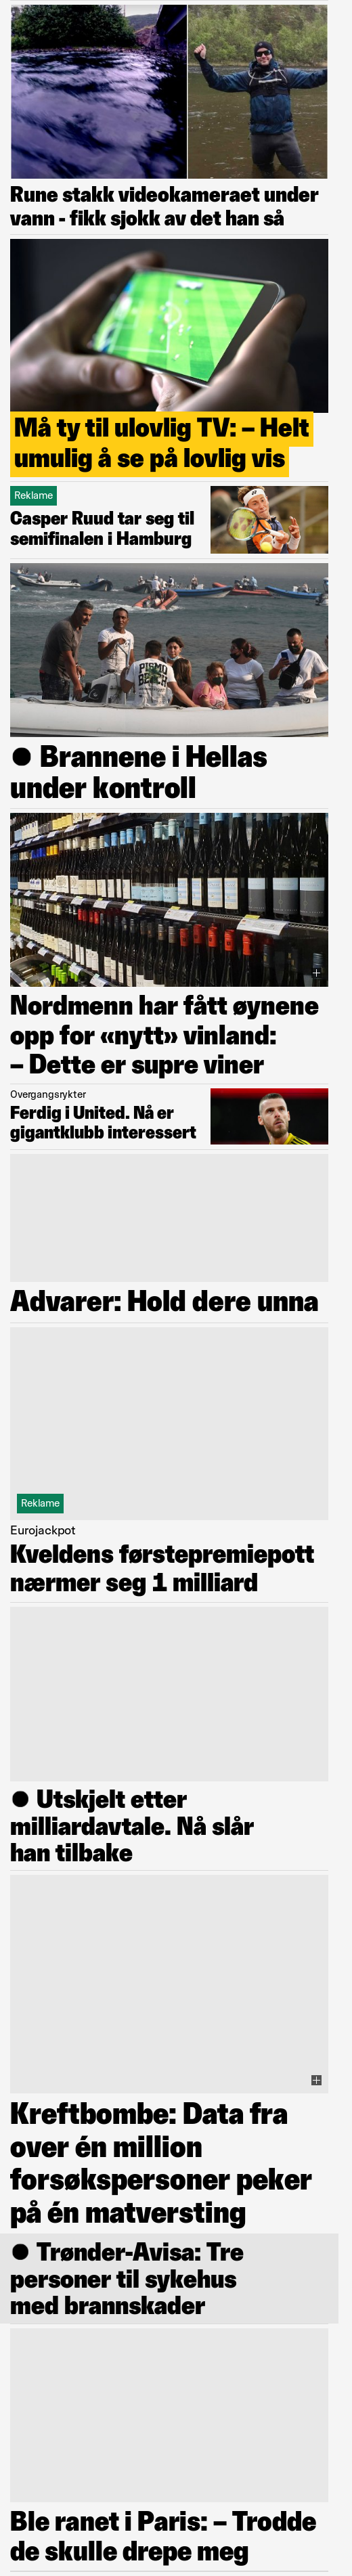 Rune stakk videokameraet under
vann - fikk sjokk av det han så
Må ty til ulovlig TV: – Helt
umulig å se på lovlig vis
Reklame
Casper Ruud tar seg til
semifinalen i Hamburg
PISMO
BEACH
● Brannene i Hellas
under kontroll
Nordmenn har fått øynene
opp for «nytt» vinland:
– Dette er supre viner
Overgangsrykter
Ferdig i United. Nå er
gigantklubb interessert
Advarer: Hold dere unna
Reklame
Eurojackpot
Kveldens førstepremiepott
nærmer seg 1 milliard
● Utskjelt etter
milliardavtale. Nå slår
han tilbake
Kreftbombe: Data fra
over én million
forsøkspersoner peker
på én matversting
● Trønder-Avisa: Tre
personer til sykehus
med brannskader
Ble ranet i Paris: – Trodde
de skulle drepe meg